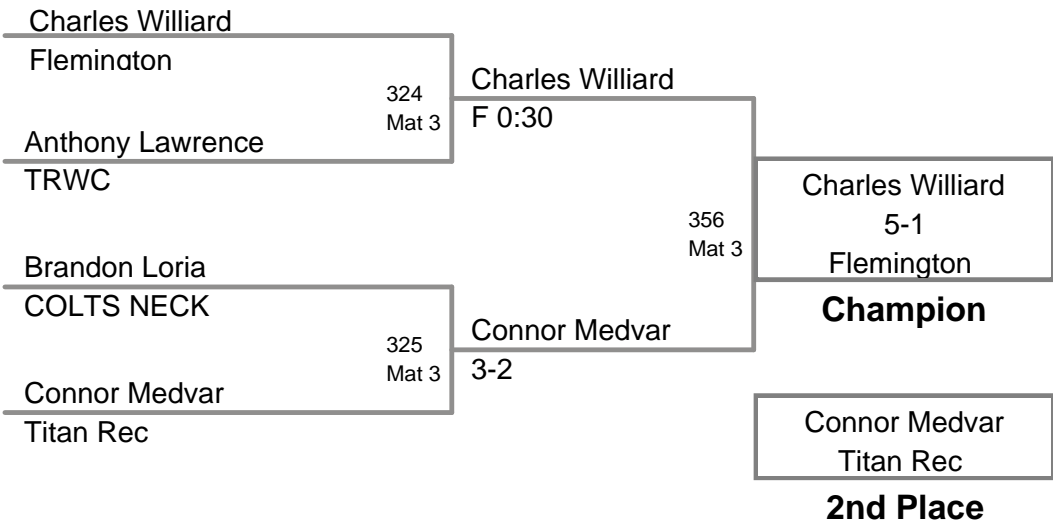 Charles Williard
Flemington
324
Mat 3
Anthony Lawrence
TRWC
Brandon Loria
COLTS NECK
325
Mat 3
Connor Medvar
Titan Rec
Charles Williard
F 0:30
356
Mat 3
Connor Medvar
3-2
Charles Williard
5-1
Flemington
Champion
Connor Medvar
Titan Rec
2nd Place